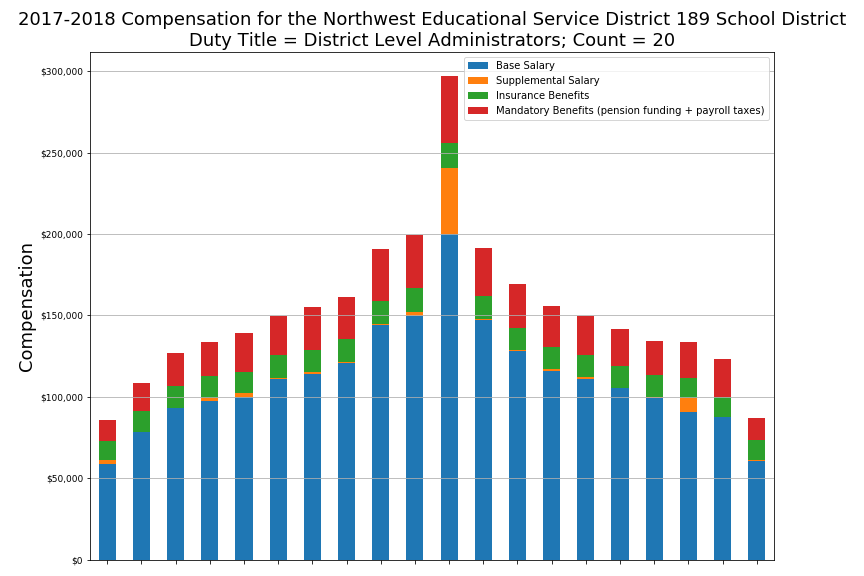 2017-2018 Compensation for the Northwest Educational Service District 189 School District
Duty Title = District Level Administrators; Count = 20
Base Salary
Supplemental Salary
Insurance Benefits
Mandatory Benefits (pension funding + payroll taxes)
$300,000
$250,000
$200,000
$150,000
$100,000
$50,000
$0
Compensation